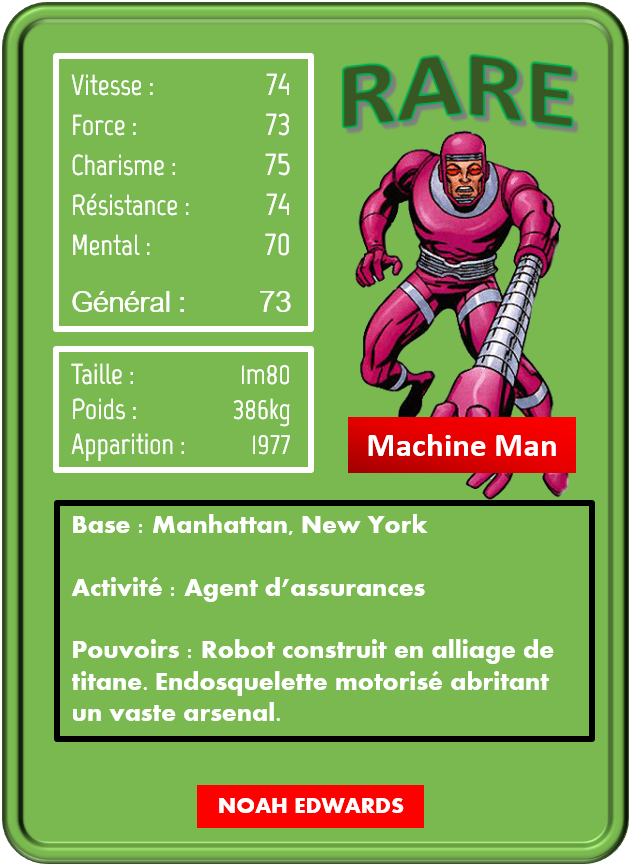 RARE
Vitesse : 74
Force : 73
Charisme : 75
Résistance : 74
Mental : 70
Général : 73
Taille : 1m80
Poids : 386kg
Apparition : 1977
Machine Man
Base : Manhattan, New York
Activité : Agent d’assurances
Pouvoirs : Robot construit en alliage de
titane. Endosquelette motorisé abritant
un vaste arsenal.
NOAH EDWARDS